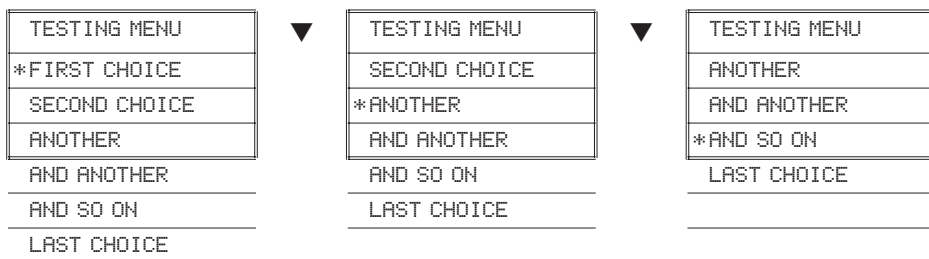 TESTING MENU
*FIRST CHOICE
SECOND CHOICE
ANOTHER
AND ANOTHER
AND SO ON
LAST CHOICE
▼
TESTING MENU
SECOND CHOICE
*ANOTHER
AND ANOTHER
AND SO ON
LAST CHOICE
▼
TESTING MENU
ANOTHER
AND ANOTHER
*AND SO ON
LAST CHOICE